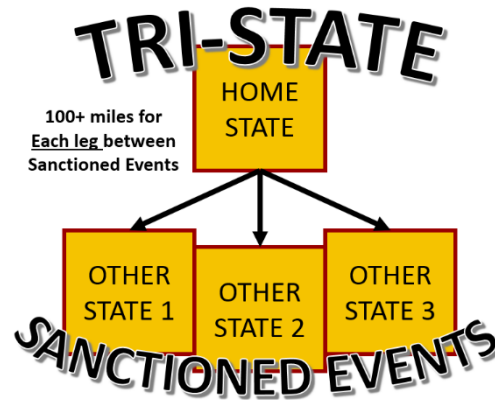 TRI-STATE
HOME
STATE
100+ miles for
Each leg between
Sanctioned Events
OTHER
STATE 1
OTHER
STATE 2
OTHER
STATE 3
SANCTIONED EVENTS